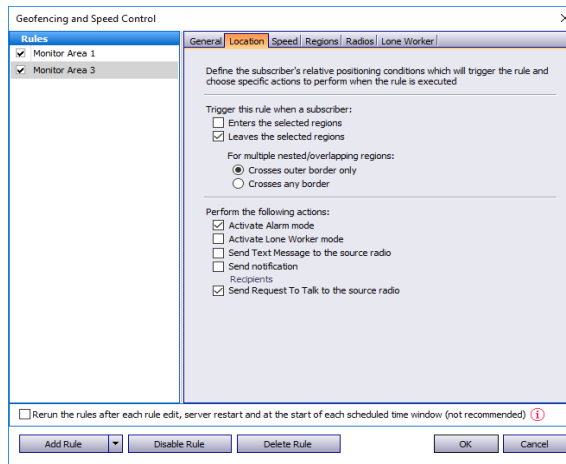 Geofencing and Speed Control
Rules
Monitor Area 1
Monitor Area 3
General Location Speed Regions Radios Lone Worker
Define the subscriber's relative positioning conditions which will trigger the rule and
choose specific actions to perform when the rule is executed
Trigger this rule when a subscriber:
Enters the selected regions
Leaves the selected regions
For multiple nested/overlapping regions:
Crosses outer border only
Crosses any border
Perform the following actions:
Activate Alarm mode
Activate Lone Worker mode
Send Text Message to the source radio
Send notification
Recipients
Send Request To Talk to the source radio
Rerun the rules after each rule edit, server restart and at the start of each scheduled time window (not recommended)
Add Rule Disable Rule Delete Rule OK Cancel